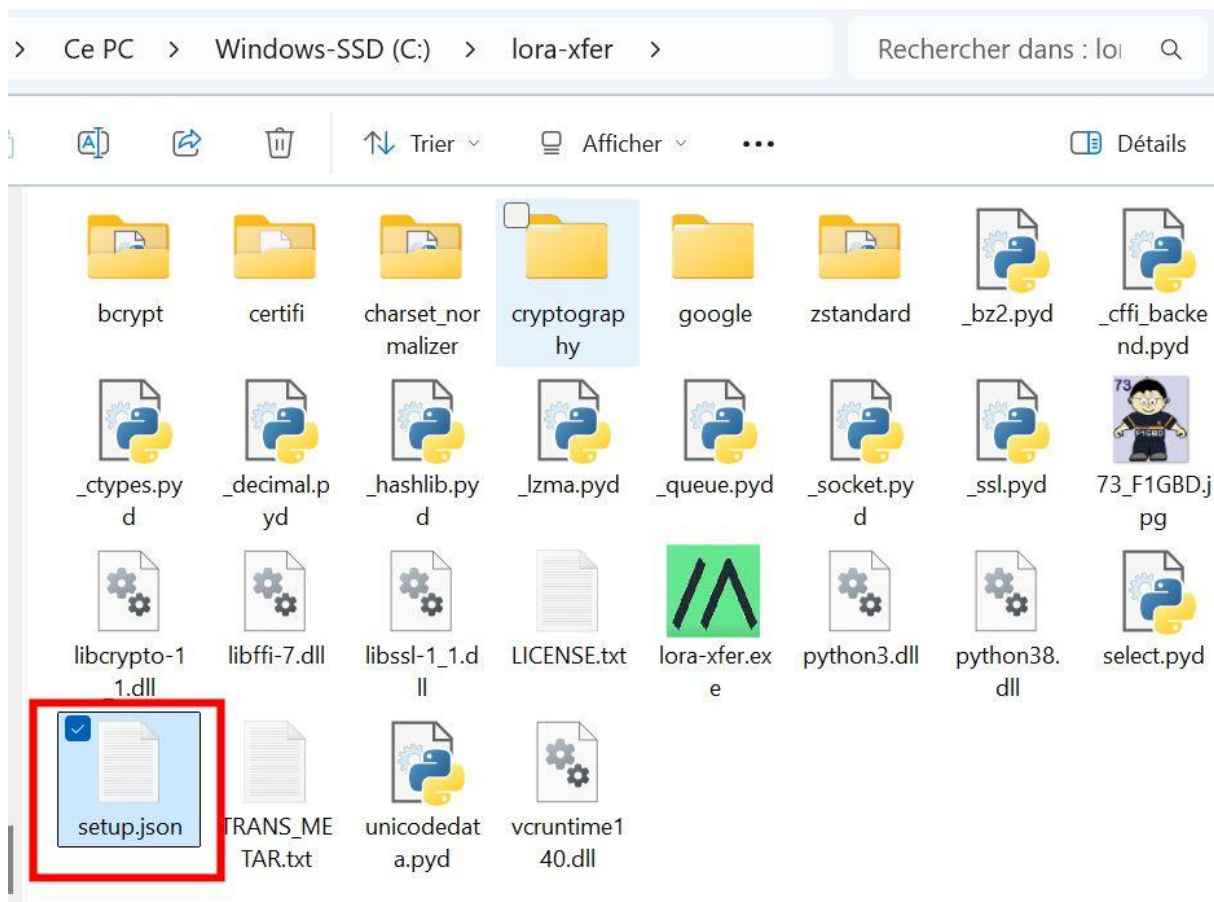 > Ce PC > Windows-SSD (C:) > lora-xfer > Rechercher dans : lor
Trier Afficher ... Détails
bcrypt certifi charset_nor cryptograp google zstandard _bz2.pyd _cffi_backe
malizer hy nd.pyd
73
F1GBD
_ctypes.py _decimal.p _hashlib.py _lzma.pyd _queue.pyd _socket.py _ssl.pyd 73_F1GBD.j
d yd d d pg
libcrypto-1 libffi-7.dll libssl-1_1.d LICENSE.txt lora-xfer.ex python3.dll python38. select.pyd
_1.dll ll e dll
setup.json TRANS_ME unicodedat vcruntime1
TAR.txt a.pyd 40.dll